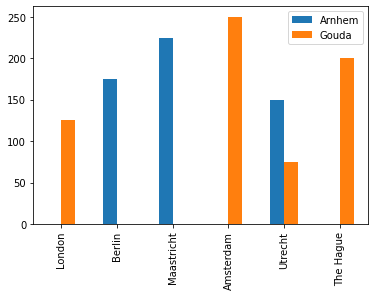 Arnhem
Gouda
250
200
150
100
50
0
London
Berlin
Maastricht
Amsterdam
Utrecht
The Hague